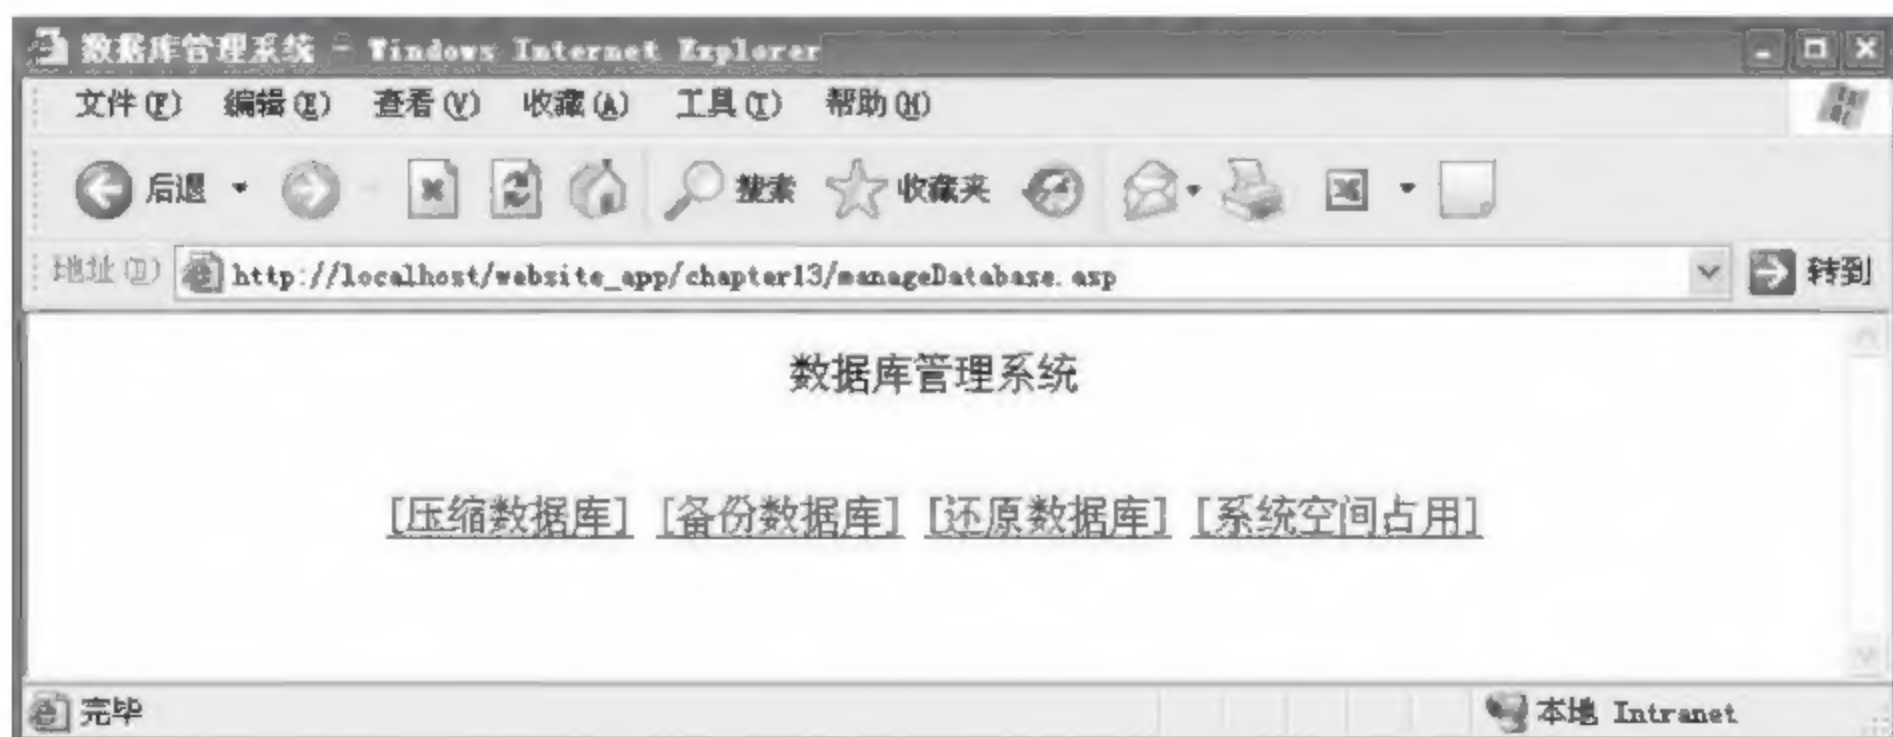 数据库管理系统 - Windows Internet Explorer
文件(F) 编辑(E) 查看(V) 收藏(A) 工具(T) 帮助(H)
后退 搜索 收藏夹
地址(D) http://localhost/website_app/chapter13/manageDatabase.asp 转到
数据库管理系统
[压缩数据库] [备份数据库] [还原数据库] [系统空间占用]
完毕 本地 Intranet